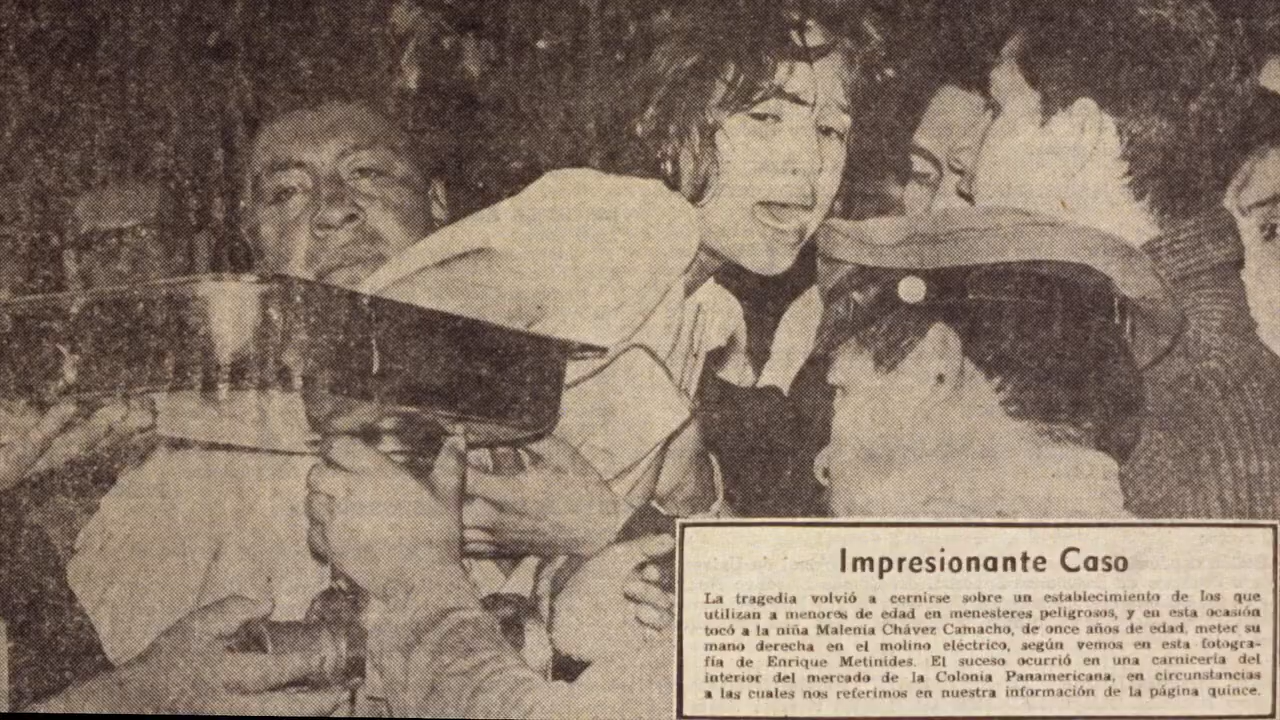 Impresionante Caso
La tragedia volvió a cernirse sobre un establecimiento de los que
utilizan a menores de edad en menesteres peligrosos, y en esta ocasión
tocó a la niña Malenia Chávez Camacho, de once años de edad, meter su
mano derecha en el molino eléctrico, según vemos en esta fotogra-
fía de Enrique Metinides. El suceso ocurrió en una carnicería del
interior del mercado de la Colonia Panamericana, en circunstancias
a las cuales nos referimos en nuestra información de la página quince.